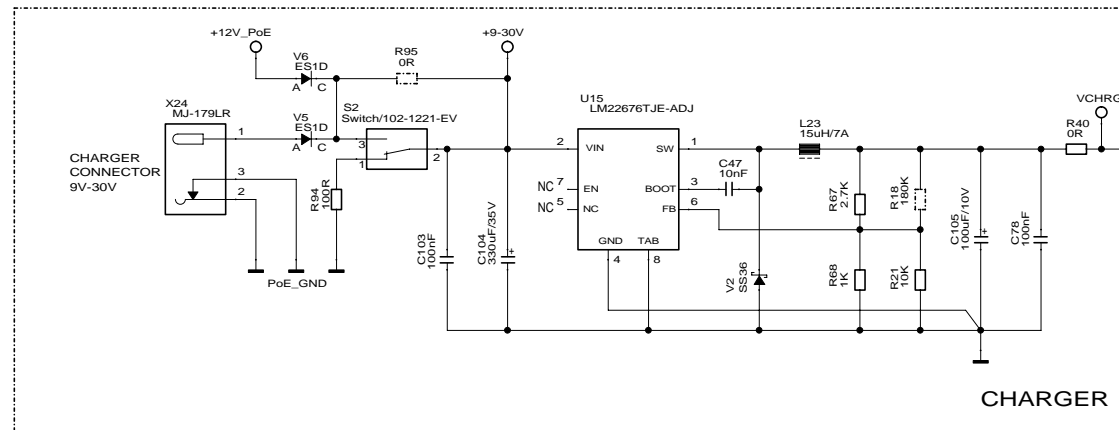 +12V_PoE
+9-30V
V6
ES1D
A C
R95
0R
X24
MJ-179LR
V5
ES1D
A C
S2
Switch/102-1221-EV
3
1
2
1
3
2
CHARGER
CONNECTOR
9V-30V
R94
100R
PoE_GND
C103
100nF
C104
330uF/35V
+
U15
LM22676TJE-ADJ
2 VIN
SW 1
NC 7 EN
NC 5 NC
BOOT 3
FB 6
GND TAB
4 8
C47
10nF
L23
15uH/7A
V2
SS36
R67
2.7K
R18
180K
R68
1K
R21
10K
C105
100uF/10V
+
C78
100nF
R40
0R
VCHRG
CHARGER